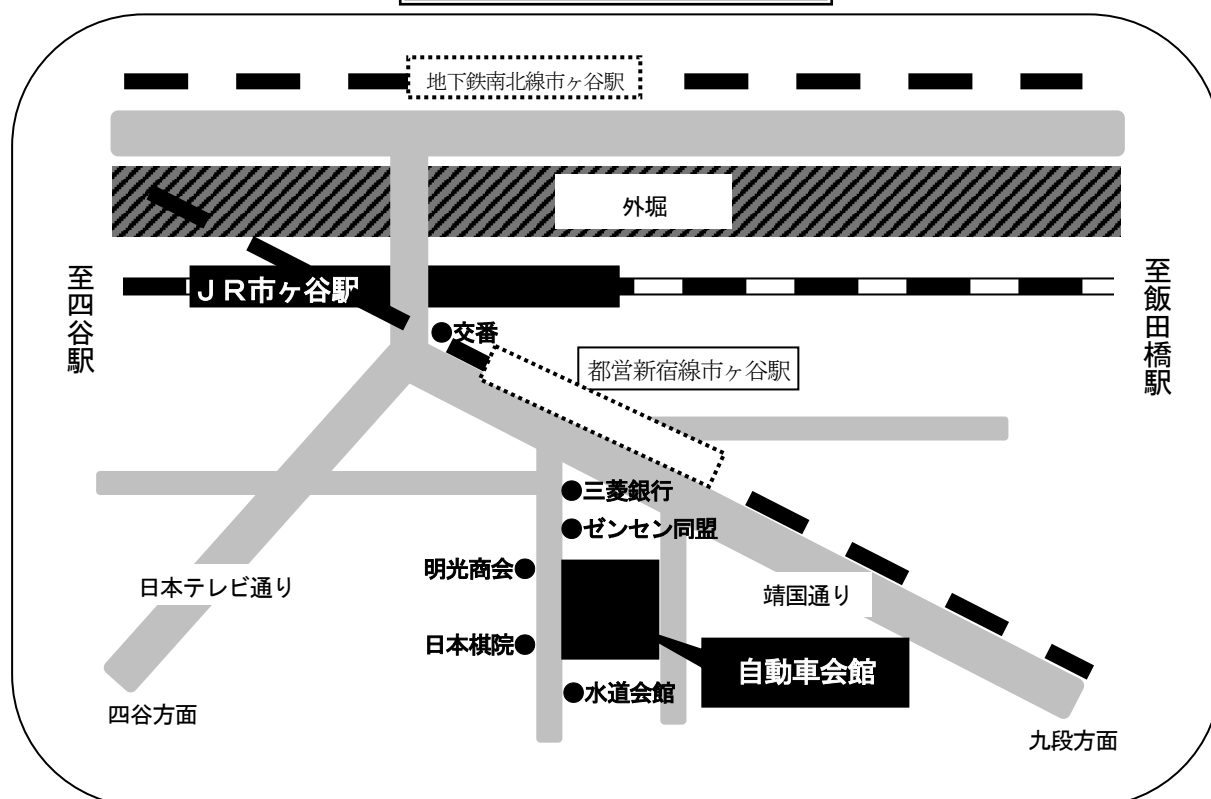 地下鉄南北線市ヶ谷駅
外堀
至四谷駅
ＪＲ市ヶ谷駅
至飯田橋駅
●交番
都営新宿線市ヶ谷駅
●三菱銀行
●ゼンセン同盟
明光商会●
日本テレビ通り
靖国通り
日本棋院●
自動車会館
●水道会館
四谷方面
九段方面